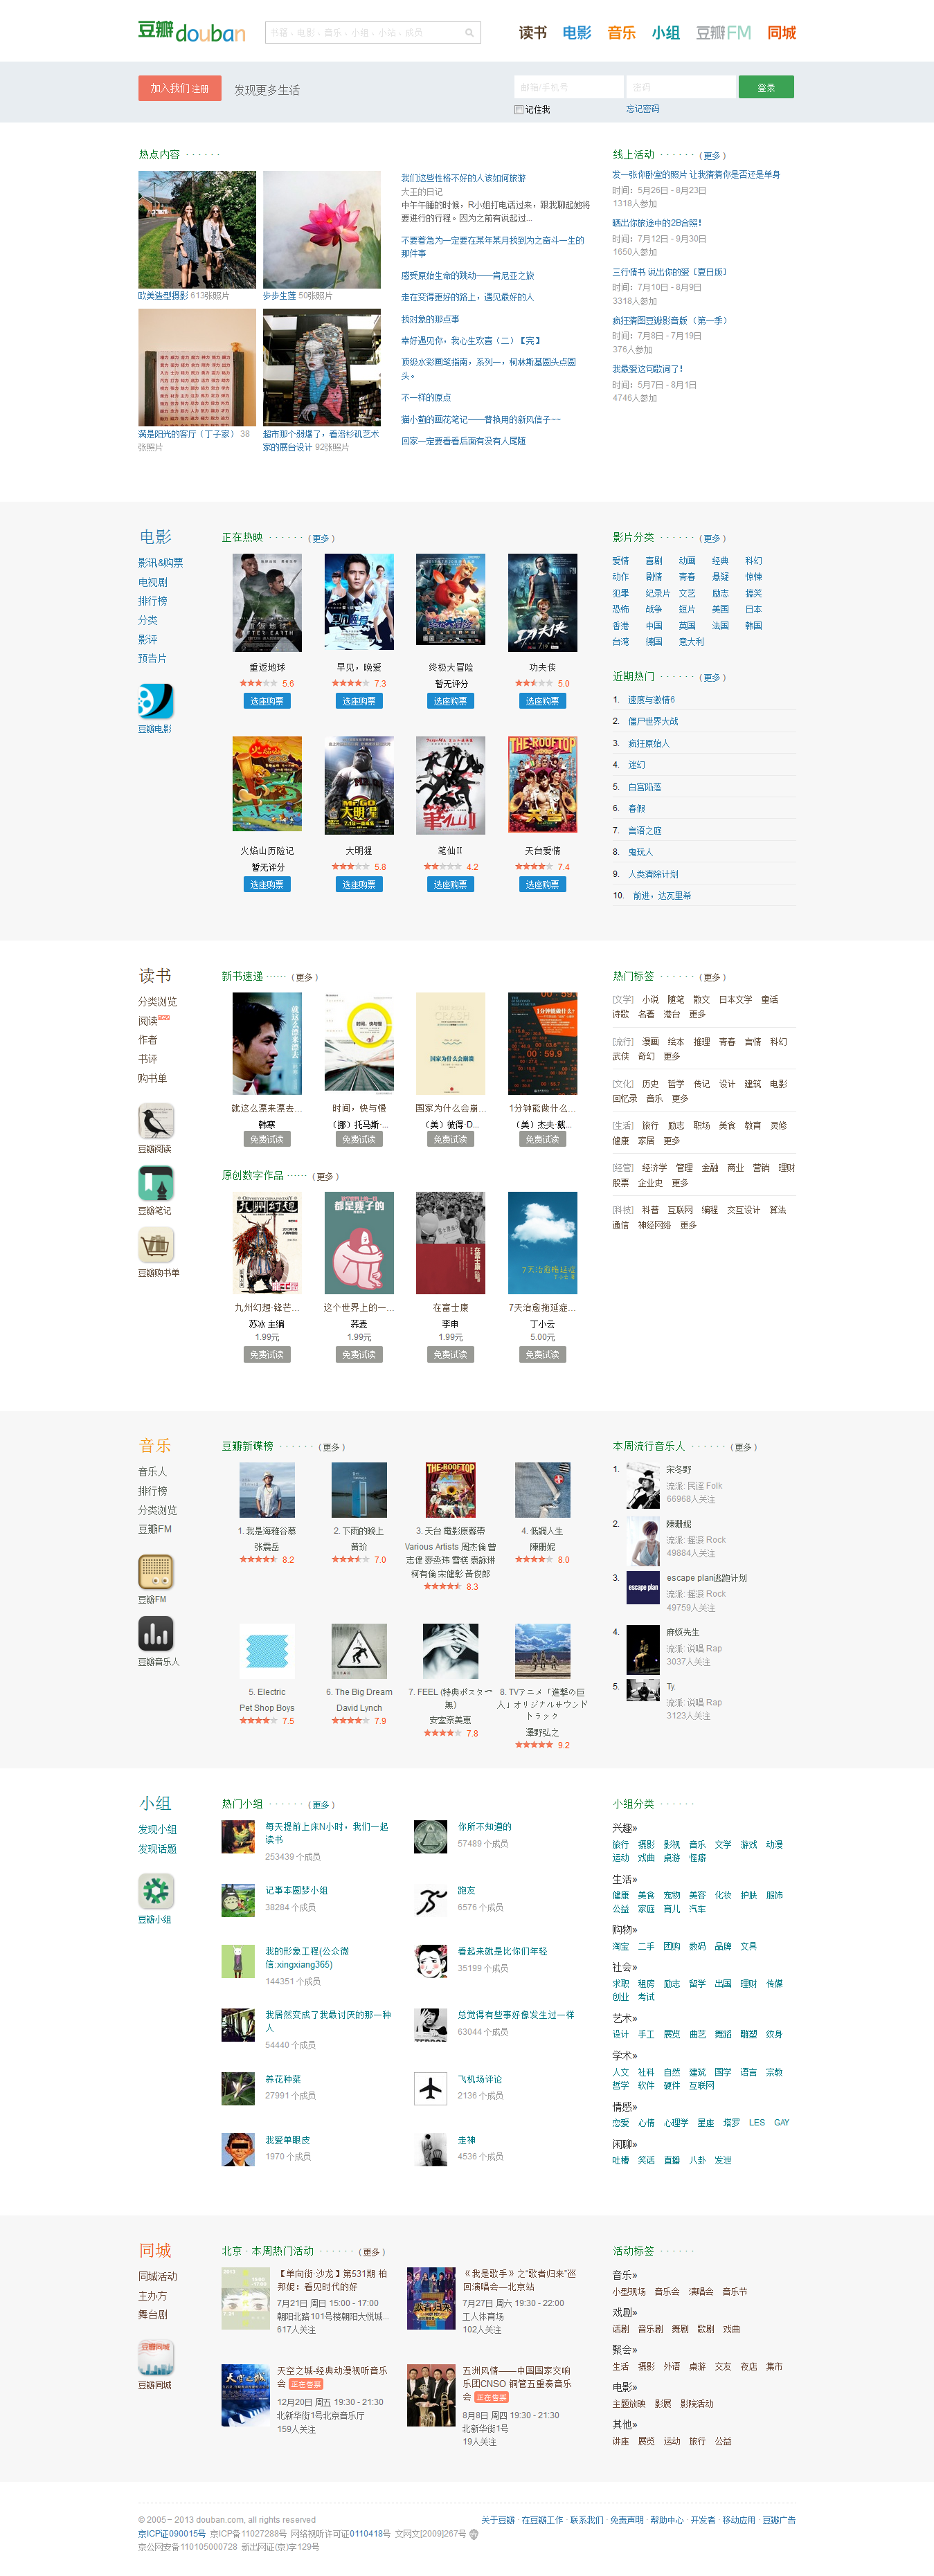 豆瓣douban
书籍、电影、音乐、小组、小站、成员
读书 电影 音乐 小组 豆瓣FM 同城
加入我们 注册 发现更多生活
邮箱/手机号 密码 登录
记住我 忘记密码
热点内容 · · · · · ·
欧美造型摄影 613张照片
步步生莲 50张照片
满是阳光的客厅（丁子家） 38
张照片
超市那个弱爆了，看洛杉矶艺术
家的展台设计 92张照片
我们这些性格不好的人该如何旅游
大王的日记
中午午睡的时候，R小姐打电话过来，跟我聊起她将
要进行的行程。因为之前有说起过...
不要着急为一定要在某年某月找到为之奋斗一生的
那件事
感受原始生命的跳动——肯尼亚之旅
走在变得更好的路上，遇见最好的人
找对象的那点事
幸好遇见你，我心生欢喜（二）【完】
顶级水彩画笔指南，系列一，柯林斯基圆头点圆
头。
不一样的原点
猫小猫的画花笔记——替换用的新风信子~~
回家一定要看看后面有没有人尾随
线上活动 · · · · · · （更多）
发一张你卧室的照片 让我猜猜你是否还是单身
时间：5月26日 - 8月23日
1318人参加
晒出你旅途中的2B合照！
时间：7月12日 - 9月30日
1650人参加
三行情书 说出你的爱〔夏日版〕
时间：7月10日 - 8月9日
3318人参加
疯狂猜图豆瓣影音版 （第一季）
时间：7月8日 - 7月19日
376人参加
我最爱这句歌词了！
时间：5月7日 - 8月1日
4746人参加
电影
影讯&购票
电视剧
排行榜
分类
影评
预告片
豆瓣电影
正在热映 · · · · · · （更多）
重返地球 早见，晚爱 终极大冒险 功夫侠
5.6 7.3 暂无评分 5.0
选座购票 选座购票 选座购票 选座购票
火焰山历险记 大明猩 笔仙II 天台爱情
暂无评分 5.8 4.2 7.4
选座购票 选座购票 选座购票 选座购票
影片分类 · · · · · · （更多）
爱情 喜剧 动画 经典 科幻
动作 剧情 青春 悬疑 惊悚
犯罪 纪录片 文艺 励志 搞笑
恐怖 战争 短片 美国 日本
香港 中国 英国 法国 韩国
台湾 德国 意大利
近期热门 · · · · · · （更多）
1. 速度与激情6
2. 僵尸世界大战
3. 疯狂原始人
4. 迷幻
5. 白宫陷落
6. 春假
7. 言语之庭
8. 鬼玩人
9. 人类清除计划
10. 前进，达瓦里希
读书
分类浏览
阅读new
作者
书评
购书单
豆瓣阅读
豆瓣笔记
豆瓣购书单
新书速递 · · · · · · （更多）
就这么漂来漂去... 时间，快与慢 国家为什么会崩... 1分钟能做什么...
韩寒 （挪）托马斯·... （美）彼得·D... （美）杰夫·戴...
免费试读 免费试读 免费试读 免费试读
原创数字作品 · · · · · · （更多）
九州幻想·锋芒... 这个世界上的一... 在富士康 7天治愈拖延症...
苏冰 主编 荞麦 李申 丁小云
1.99元 1.99元 1.99元 5.00元
免费试读 免费试读 免费试读 免费试读
热门标签 · · · · · · （更多）
[文学] 小说 随笔 散文 日本文学 童话
诗歌 名著 港台 更多
[流行] 漫画 绘本 推理 青春 言情 科幻
武侠 奇幻 更多
[文化] 历史 哲学 传记 设计 建筑 电影
回忆录 音乐 更多
[生活] 旅行 励志 职场 美食 教育 灵修
健康 家居 更多
[经管] 经济学 管理 金融 商业 营销 理财
股票 企业史 更多
[科技] 科普 互联网 编程 交互设计 算法
通信 神经网络 更多
音乐
音乐人
排行榜
分类浏览
豆瓣FM
豆瓣FM
豆瓣音乐人
豆瓣新碟榜 · · · · · · （更多）
1. 我是海雅谷慕
张震岳
8.2
2. 下雨的晚上
黄玠
7.0
3. 天台 電影原聲帶
Various Artists 周杰倫 曾
志偉 廖丞玮 雪糕 袁詠琳
柯有倫 宋健彰 黃俊郎
8.3
4. 低調人生
陳珊妮
8.0
5. Electric
Pet Shop Boys
7.5
6. The Big Dream
David Lynch
7.9
7. FEEL (特典ポスター
無)
安室奈美惠
7.8
8. TVアニメ「進撃の巨
人」オリジナルサウンド
トラック
澤野弘之
9.2
本周流行音乐人 · · · · · · （更多）
1. 宋冬野
流派: 民谣 Folk
66968人关注
2. 陳珊妮
流派: 摇滚 Rock
49884人关注
3. escape plan逃跑计划
流派: 摇滚 Rock
49759人关注
4. 麻烦先生
流派: 说唱 Rap
3037人关注
5. Ty.
流派: 说唱 Rap
3123人关注
小组
发现小组
发现话题
豆瓣小组
热门小组 · · · · · · （更多）
每天提前上床N小时，我们一起
读书
253439 个成员
你所不知道的
57489 个成员
记事本圆梦小组
38284 个成员
跑友
6576 个成员
我的形象工程(公众微
信:xingxiang365)
144351 个成员
看起来就是比你们年轻
35199 个成员
我居然变成了我最讨厌的那一种
人
54440 个成员
总觉得有些事好像发生过一样
63044 个成员
养花种菜
27991 个成员
飞机场评论
2136 个成员
我爱单眼皮
1970 个成员
走神
4536 个成员
小组分类 · · · · · ·
兴趣»
旅行 摄影 影视 音乐 文学 游戏 动漫
运动 戏曲 桌游 怪癖
生活»
健康 美食 宠物 美容 化妆 护肤 服饰
公益 家庭 育儿 汽车
购物»
淘宝 二手 团购 数码 品牌 文具
社会»
求职 租房 励志 留学 出国 理财 传媒
创业 考试
艺术»
设计 手工 展览 曲艺 舞蹈 雕塑 纹身
学术»
人文 社科 自然 建筑 国学 语言 宗教
哲学 软件 硬件 互联网
情感»
恋爱 心情 心理学 星座 塔罗 LES GAY
闲聊»
吐槽 笑话 直播 八卦 发泄
同城
同城活动
主办方
舞台剧
豆瓣同城
北京 · 本周热门活动 · · · · · · （更多）
【单向街·沙龙】第531期 柏
邦妮：看见时代的好
7月21日 周日 15:00 - 17:00
朝阳北路101号楼朝阳大悦城...
617人关注
《我是歌手》之“歌者归来”巡
回演唱会—北京站
7月27日 周六 19:30 - 22:00
工人体育场
102人关注
天空之城-经典动漫视听音乐
会 正在售票
12月20日 周五 19:30 - 21:30
北新华街1号北京音乐厅
159人关注
五洲风情——中国国家交响
乐团CNSO 铜管五重奏音乐
会 正在售票
8月8日 周四 19:30 - 21:30
北新华街1号
19人关注
活动标签 · · · · · ·
音乐»
小型现场 音乐会 演唱会 音乐节
戏剧»
话剧 音乐剧 舞剧 歌剧 戏曲
聚会»
生活 摄影 外语 桌游 交友 夜店 集市
电影»
主题放映 影展 影院活动
其他»
讲座 展览 运动 旅行 公益
© 2005－2013 douban.com, all rights reserved
京ICP证090015号 京ICP备11027288号 网络视听许可证0110418号 文网文[2009]267号
京公网安备110105000728 新出网证(京)字129号
关于豆瓣 · 在豆瓣工作 · 联系我们 · 免责声明 · 帮助中心 · 开发者 · 移动应用 · 豆瓣广告